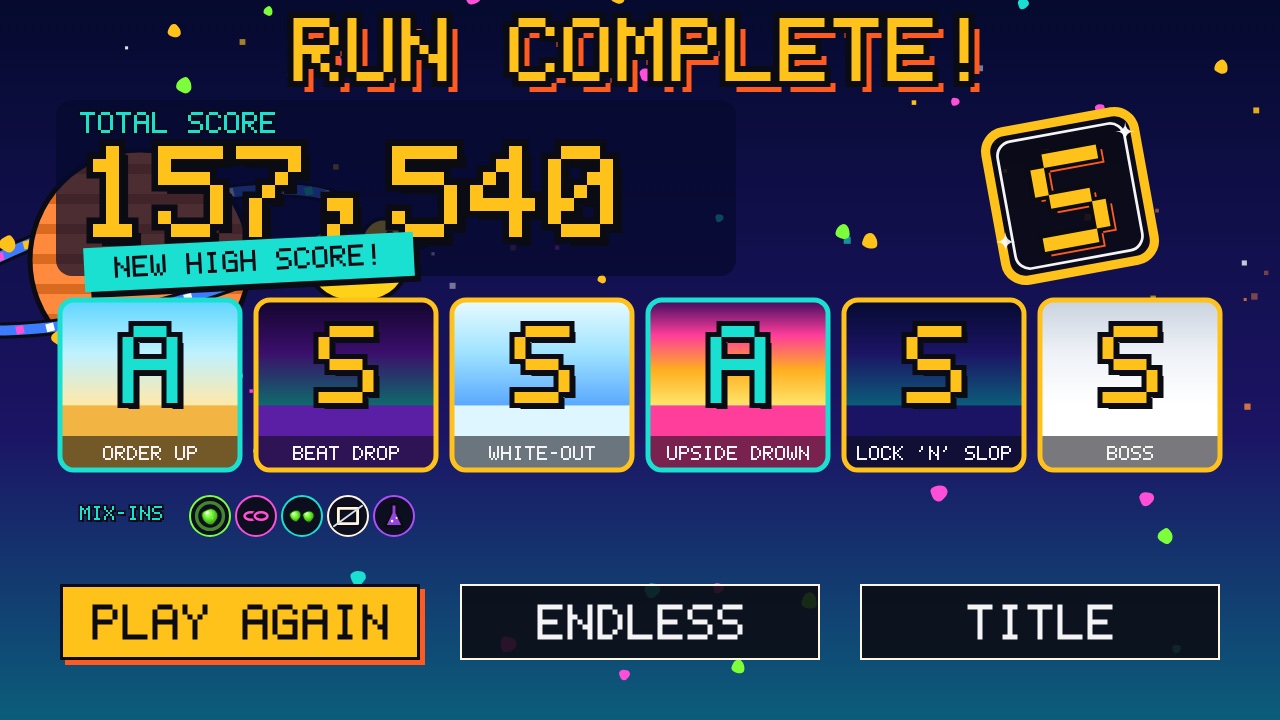 RUN COMPLETE!
TOTAL SCORE
157,540
NEW HIGH SCORE!
S
A
S
S
A
S
S
ORDER UP
BEAT DROP
WHITE-OUT
UPSIDE DROWN
LOCK 'N' SLOP
BOSS
MIX-INS
PLAY AGAIN
ENDLESS
TITLE